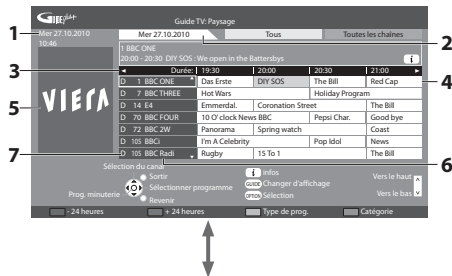 GUIDE plus+
Guide TV: Paysage
1 Mer 27.10.2010 Mer 27.10.2010 Tous Toutes les chaînes
10:46
2
1 BBC ONE
20:00 - 20:30 DIY SOS : We open in the Battersbys i
3 Durée: 19:30 20:00 20:30 21:00
D 1 BBC ONE Das Erste DIY SOS The Bill Red Cap 4
D 7 BBC THREE Hot Wars Holiday Program
5 VIERA
D 14 E4 Emmerdal. Coronation Street The Bill
D 70 BBC FOUR 10 O'clock News BBC Pepsi Char. Good bye
D 72 BBC 2W Panorama Spring watch Coast
D 105 BBCi I'm A Celebrity Pop Idol News
7 D 105 BBC Radi Rugby 15 To 1 The Bill
6
Sélection du canal
Sortir
i infos
Vers le haut
Sélectionner programme
GUIDE Changer d'affichage
Prog. minuterie
Revenir
OPTION Sélection
Vers le bas
- 24 heures + 24 heures Type de prog. Catégorie